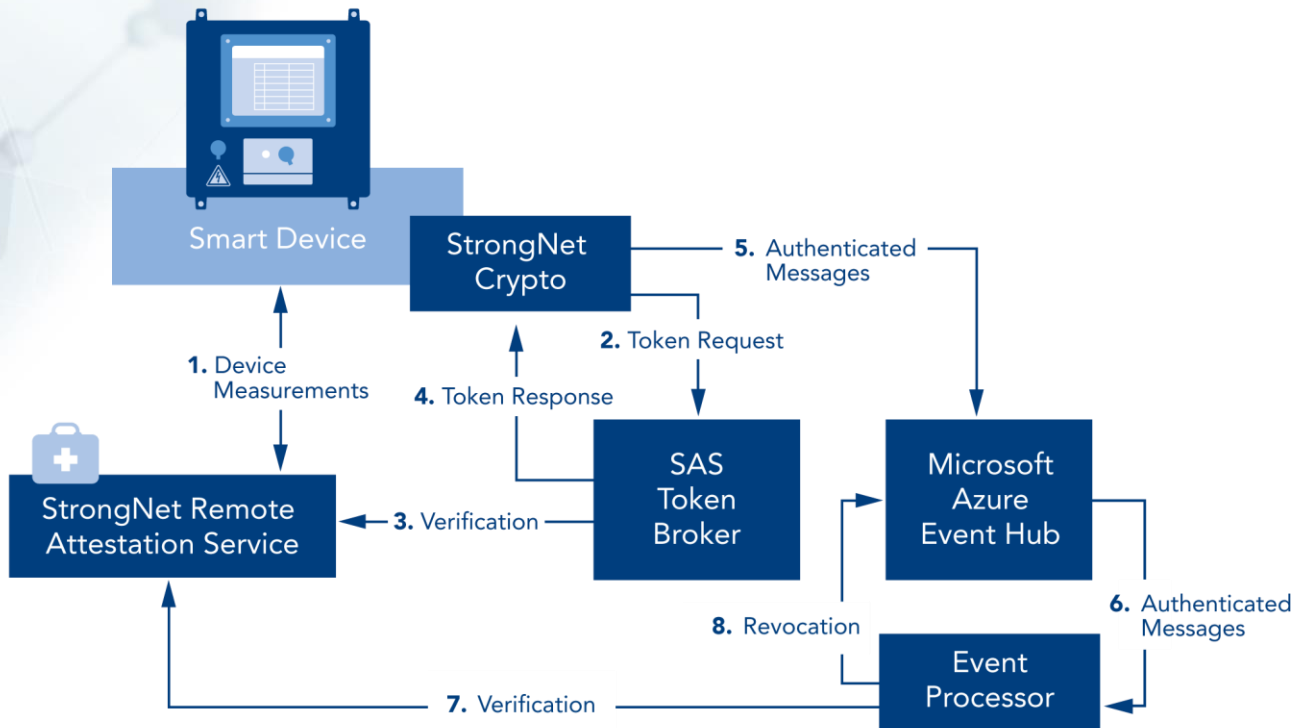 Smart Device
StrongNet
Crypto
5. Authenticated
Messages
2. Token Request
1. Device
Measurements
4. Token Response
SAS
Token
Broker
Microsoft
Azure
Event Hub
StrongNet Remote
Attestation Service
3. Verification
6. Authenticated
Messages
8. Revocation
Event
Processor
7. Verification